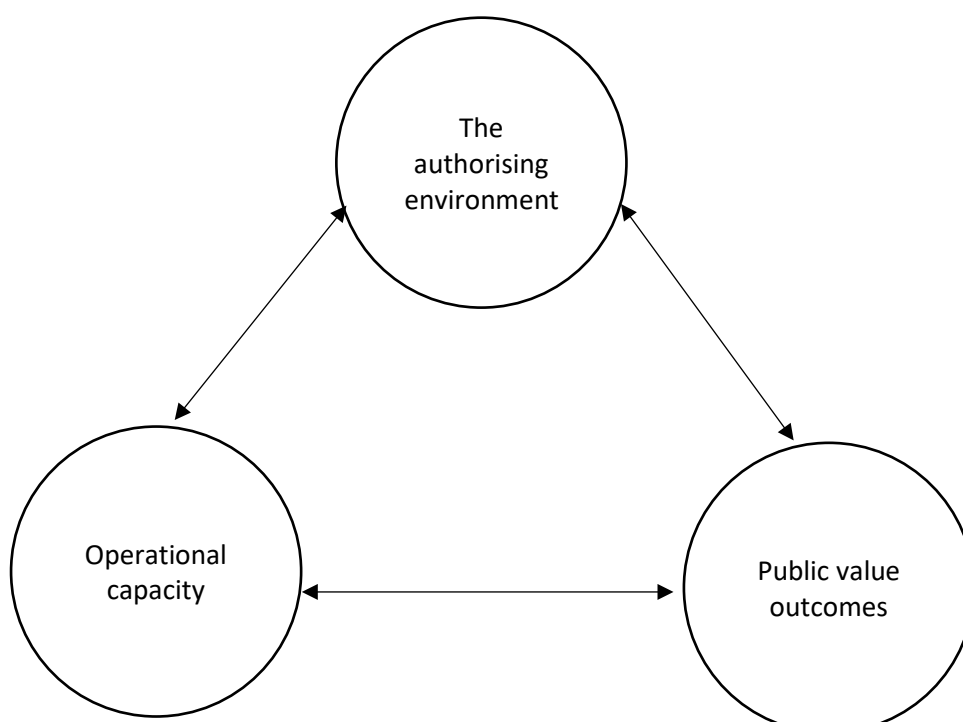 The
authorising
environment
Operational
capacity
Public value
outcomes